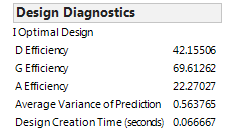 Design Diagnostics
I Optimal Design
D Efficiency 42.15506
G Efficiency 69.61262
A Efficiency 22.27027
Average Variance of Prediction 0.563765
Design Creation Time (seconds) 0.066667